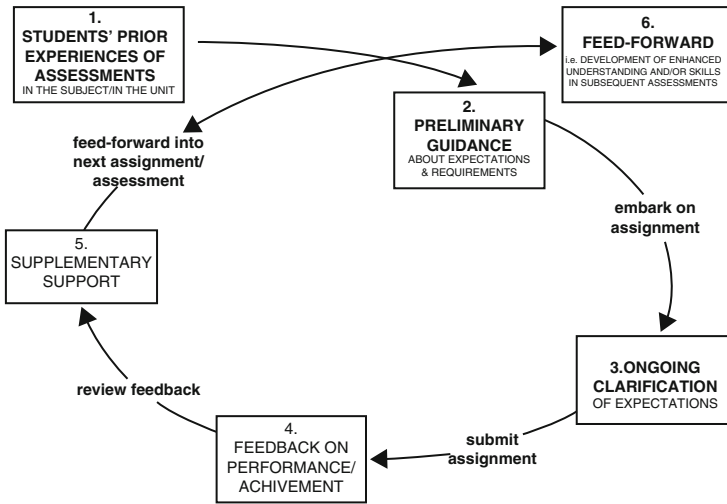 1.
STUDENTS' PRIOR
EXPERIENCES OF
ASSESSMENTS
IN THE SUBJECT/IN THE UNIT
6.
FEED-FORWARD
i.e. DEVELOPMENT OF ENHANCED
UNDERSTANDING AND/OR SKILLS
IN SUBSEQUENT ASSESSMENTS
2.
PRELIMINARY
GUIDANCE
ABOUT EXPECTATIONS
& REQUIREMENTS
feed-forward into
next assignment/
assessment
embark on
assignment
5.
SUPPLEMENTARY
SUPPORT
3.ONGOING
CLARIFICATION
OF EXPECTATIONS
review feedback
4.
FEEDBACK ON
PERFORMANCE/
ACHIVEMENT
submit
assignment